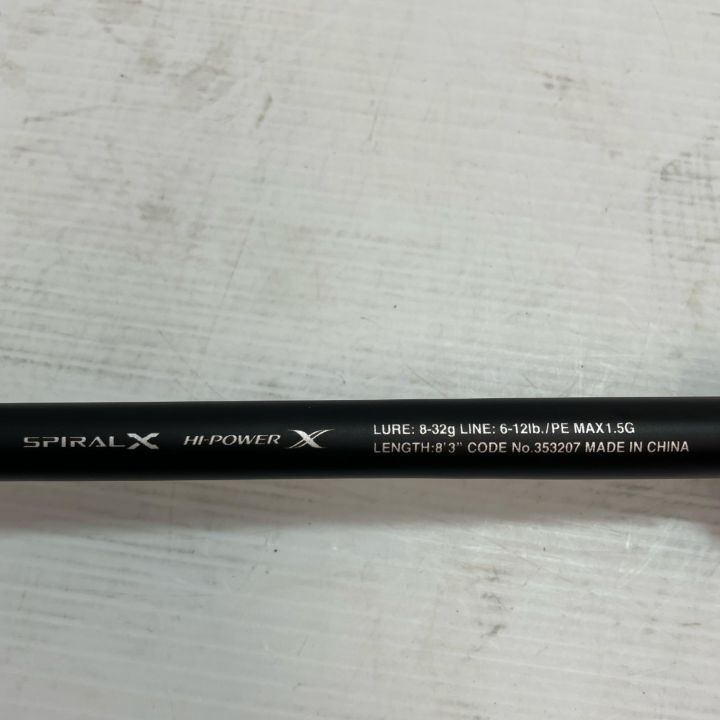 SPIRAL X HI-POWER X
LURE: 8-32g LINE: 6-12lb./PE MAX1.5G
LENGTH:8'3" CODE No.353207 MADE IN CHINA